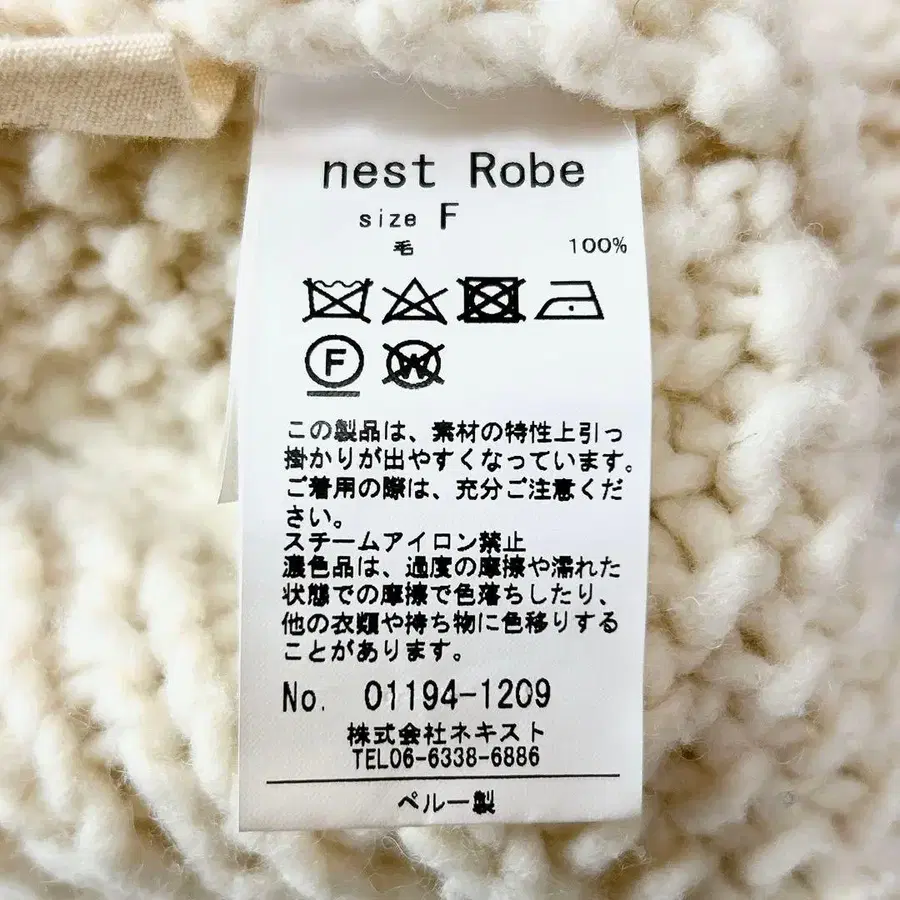 nest Robe
size F
毛 100%
F
W
この製品は、素材の特性上引っ
掛かりが出やすくなっています。
ご着用の際は、充分ご注意くだ
さい。
スチームアイロン禁止
濃色品は、過度の摩擦や濡れた
状態での摩擦で色落ちしたり、
他の衣類や持ち物に色移りする
ことがあります。
No. 01194-1209
株式会社ネキスト
TEL06-6338-6886
ペルー製